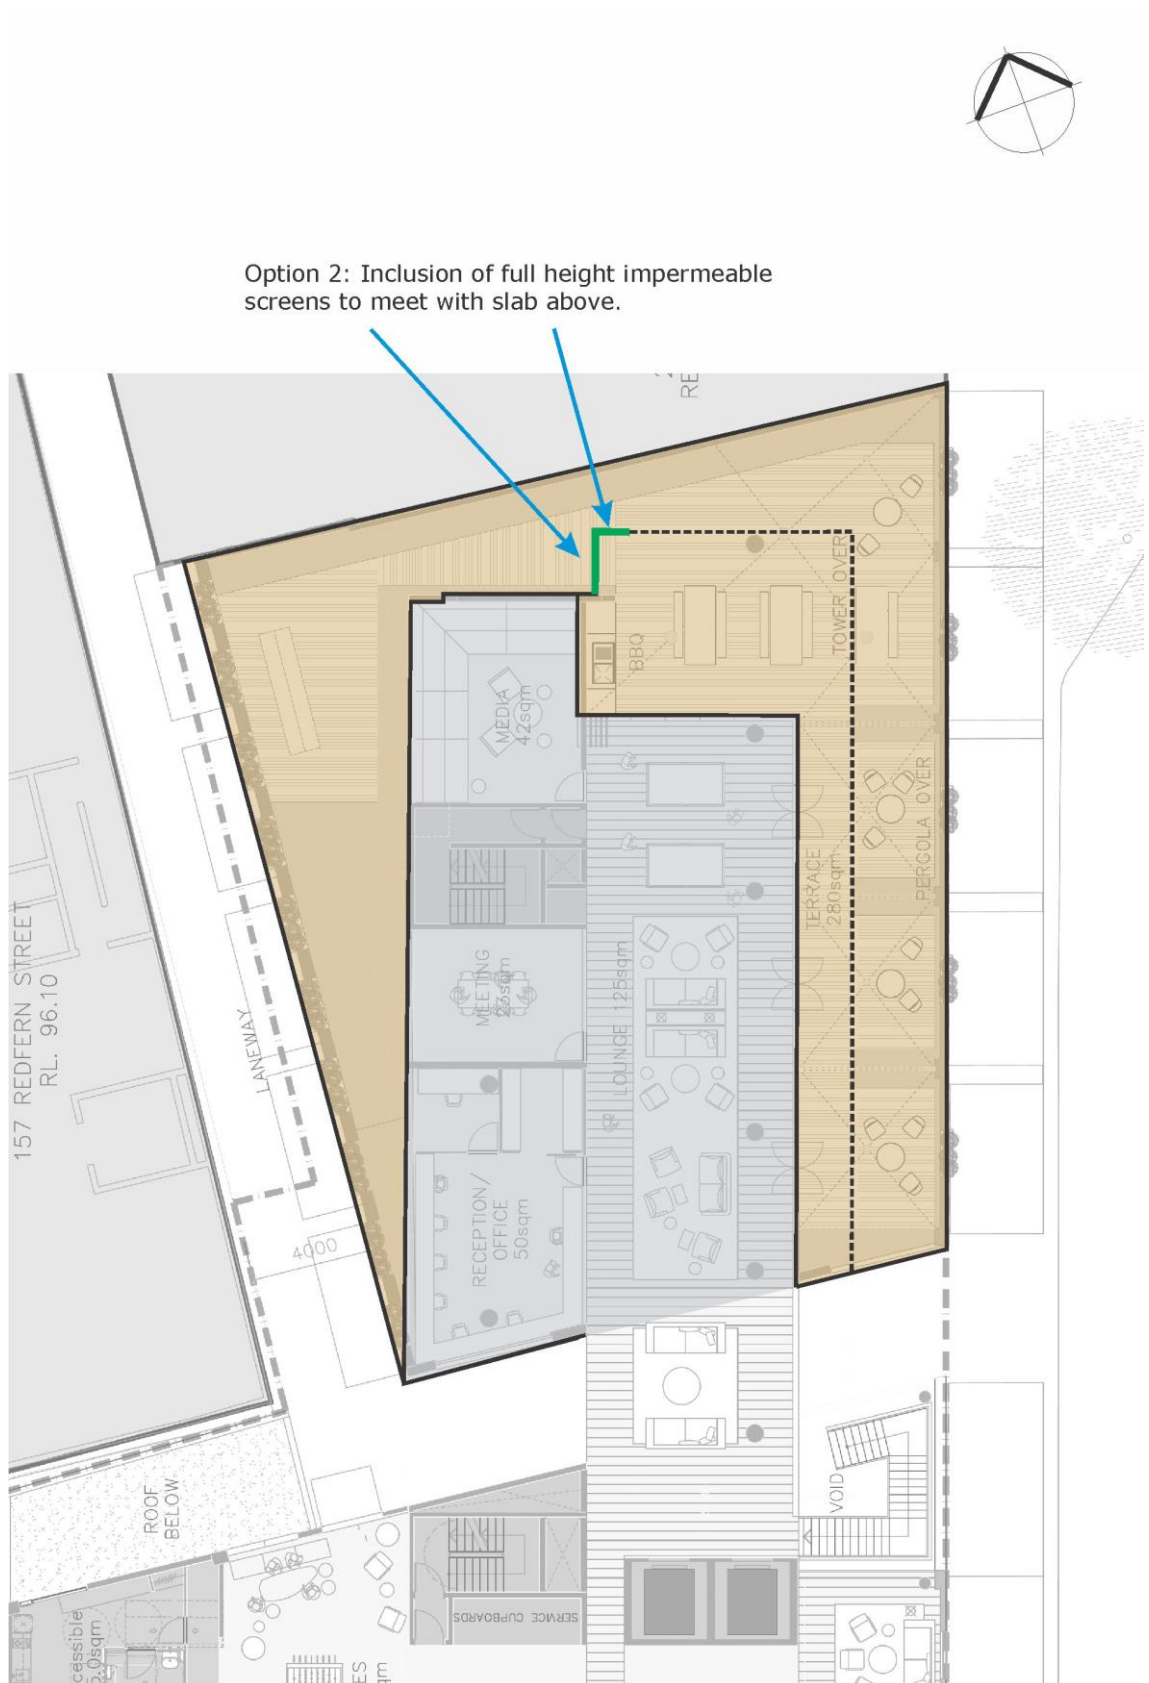 Option 2: Inclusion of full height impermeable
screens to meet with slab above.
RE
BBQ
TOWER OVER
MEDIA
42sqm
PERGOLA OVER
TERRACE
280sqm
157 REDFERN STREET
RL. 96.10
LANEWAY
MEETING
LOUNGE 125sqm
RECEPTION/
OFFICE
50sqm
4000
ROOF
BELOW
VOID
SERVICE CUPBOARDS